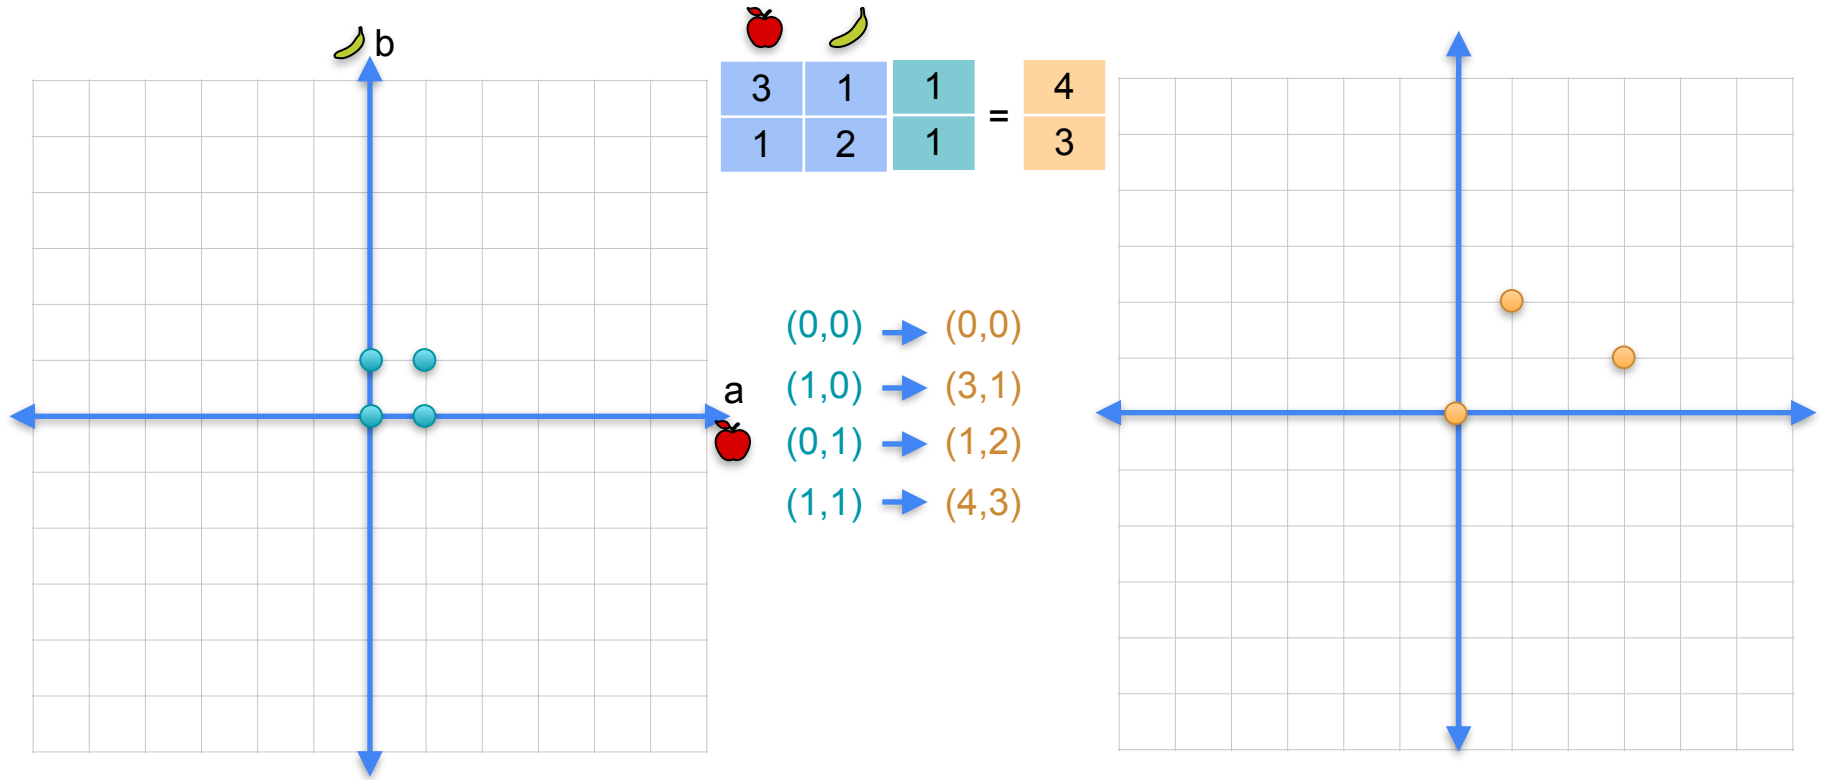 b
3 1 1 = 4
1 2 1 3
(0,0) (0,0)
a
(1,0) (3,1)
(0,1) (1,2)
(1,1) (4,3)